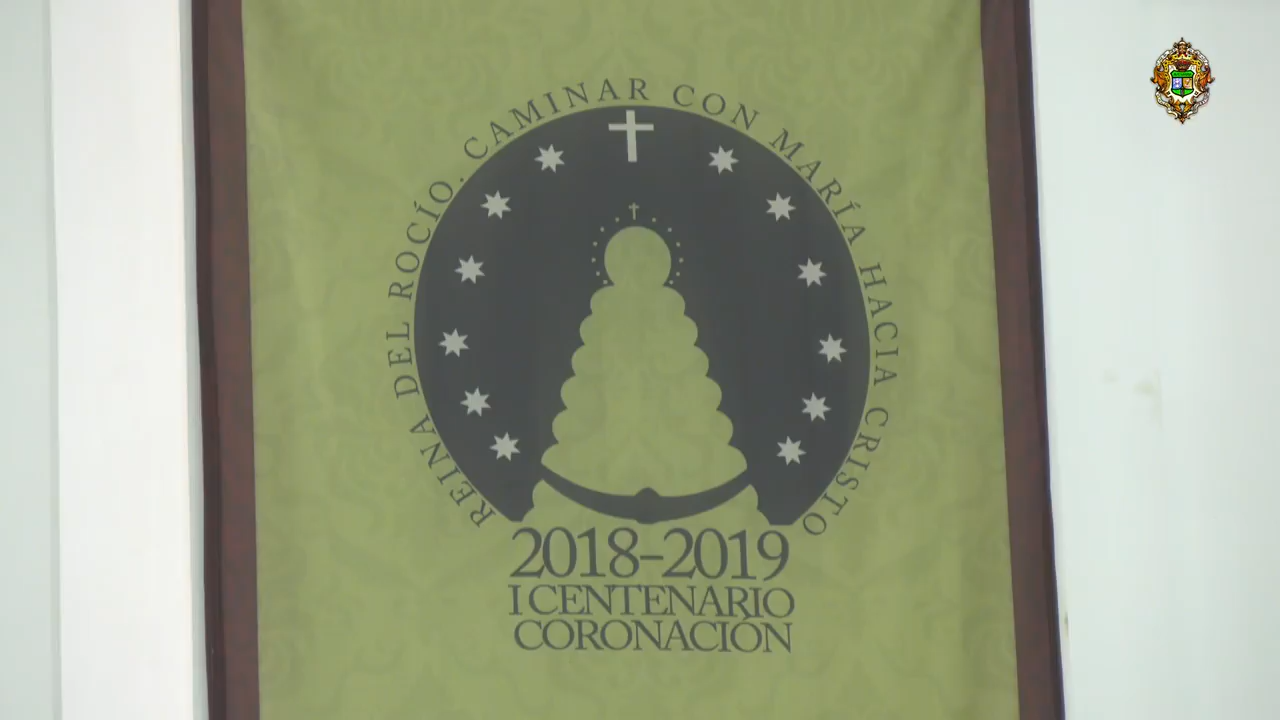 REINA DEL ROCÍO. CAMINAR CON MARÍA HACIA CRISTO
2018-2019
I CENTENARIO
CORONACIÓN